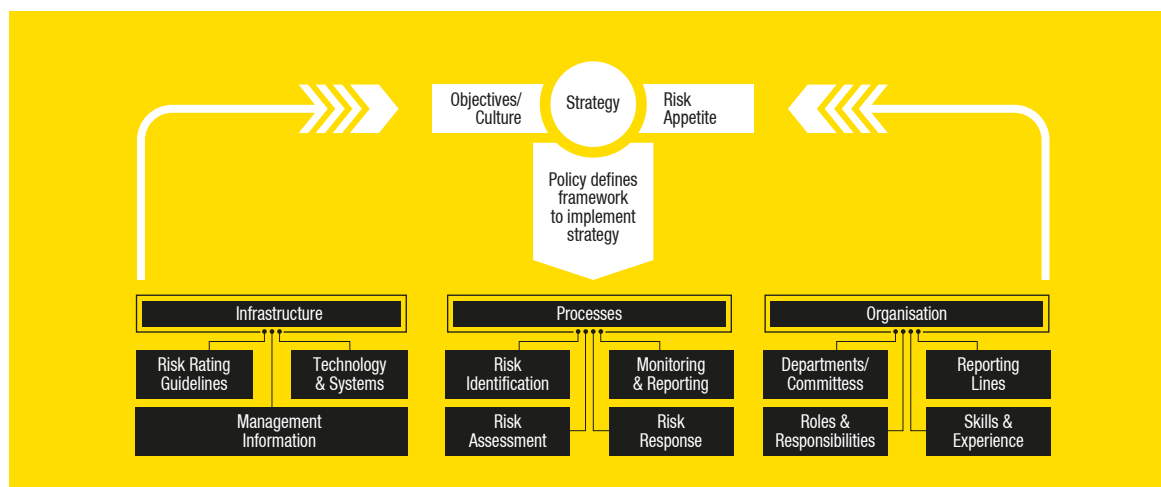 Objectives/
Culture
Strategy
Risk
Appetite
Policy defines
framework
to implement
strategy
Infrastructure
Risk Rating
Guidelines
Technology
& Systems
Management
Information
Processes
Risk
Identification
Monitoring
& Reporting
Risk
Assessment
Risk
Response
Organisation
Departments/
Committess
Reporting
Lines
Roles &
Responsibilities
Skills &
Experience